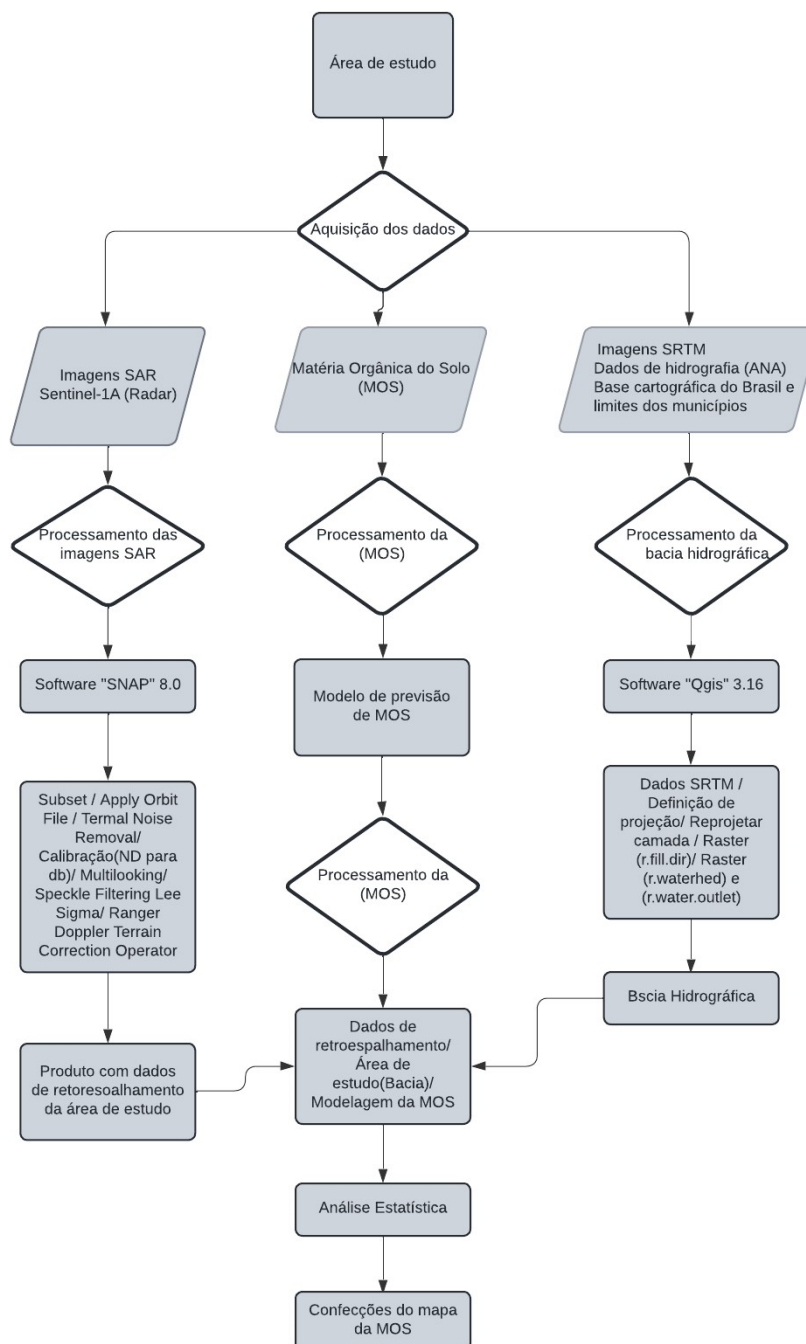 Área de estudo
Aquisição dos dados
Imagens SAR
Sentinel-1A (Radar)
Matéria Orgânica do Solo
(MOS)
Imagens SRTM
Dados de hidrografia (ANA)
Base cartográfica do Brasil e
limites dos municípios
Processamento das
imagens SAR
Processamento da
(MOS)
Processamento da
bacia hidrográfica
Software "SNAP" 8.0
Modelo de previsão
de MOS
Software "Qgis" 3.16
Subset / Apply Orbit
File / Termal Noise
Removal/
Calibração(ND para
db)/ Multilooking/
Speckle Filtering Lee
Sigma/ Ranger
Doppler Terrain
Correction Operator
Processamento da
(MOS)
Dados SRTM /
Definição de
projeção/ Reprojetar
camada / Raster
(r.fill.dir)/ Raster
(r.waterhed) e
(r.water.outlet)
Bscia Hidrográfica
Produto com dados
de retoresoalhamento
da área de estudo
Dados de
retroespalhamento/
Área de
estudo(Bacia)/
Modelagem da MOS
Análise Estatística
Confecções do mapa
da MOS